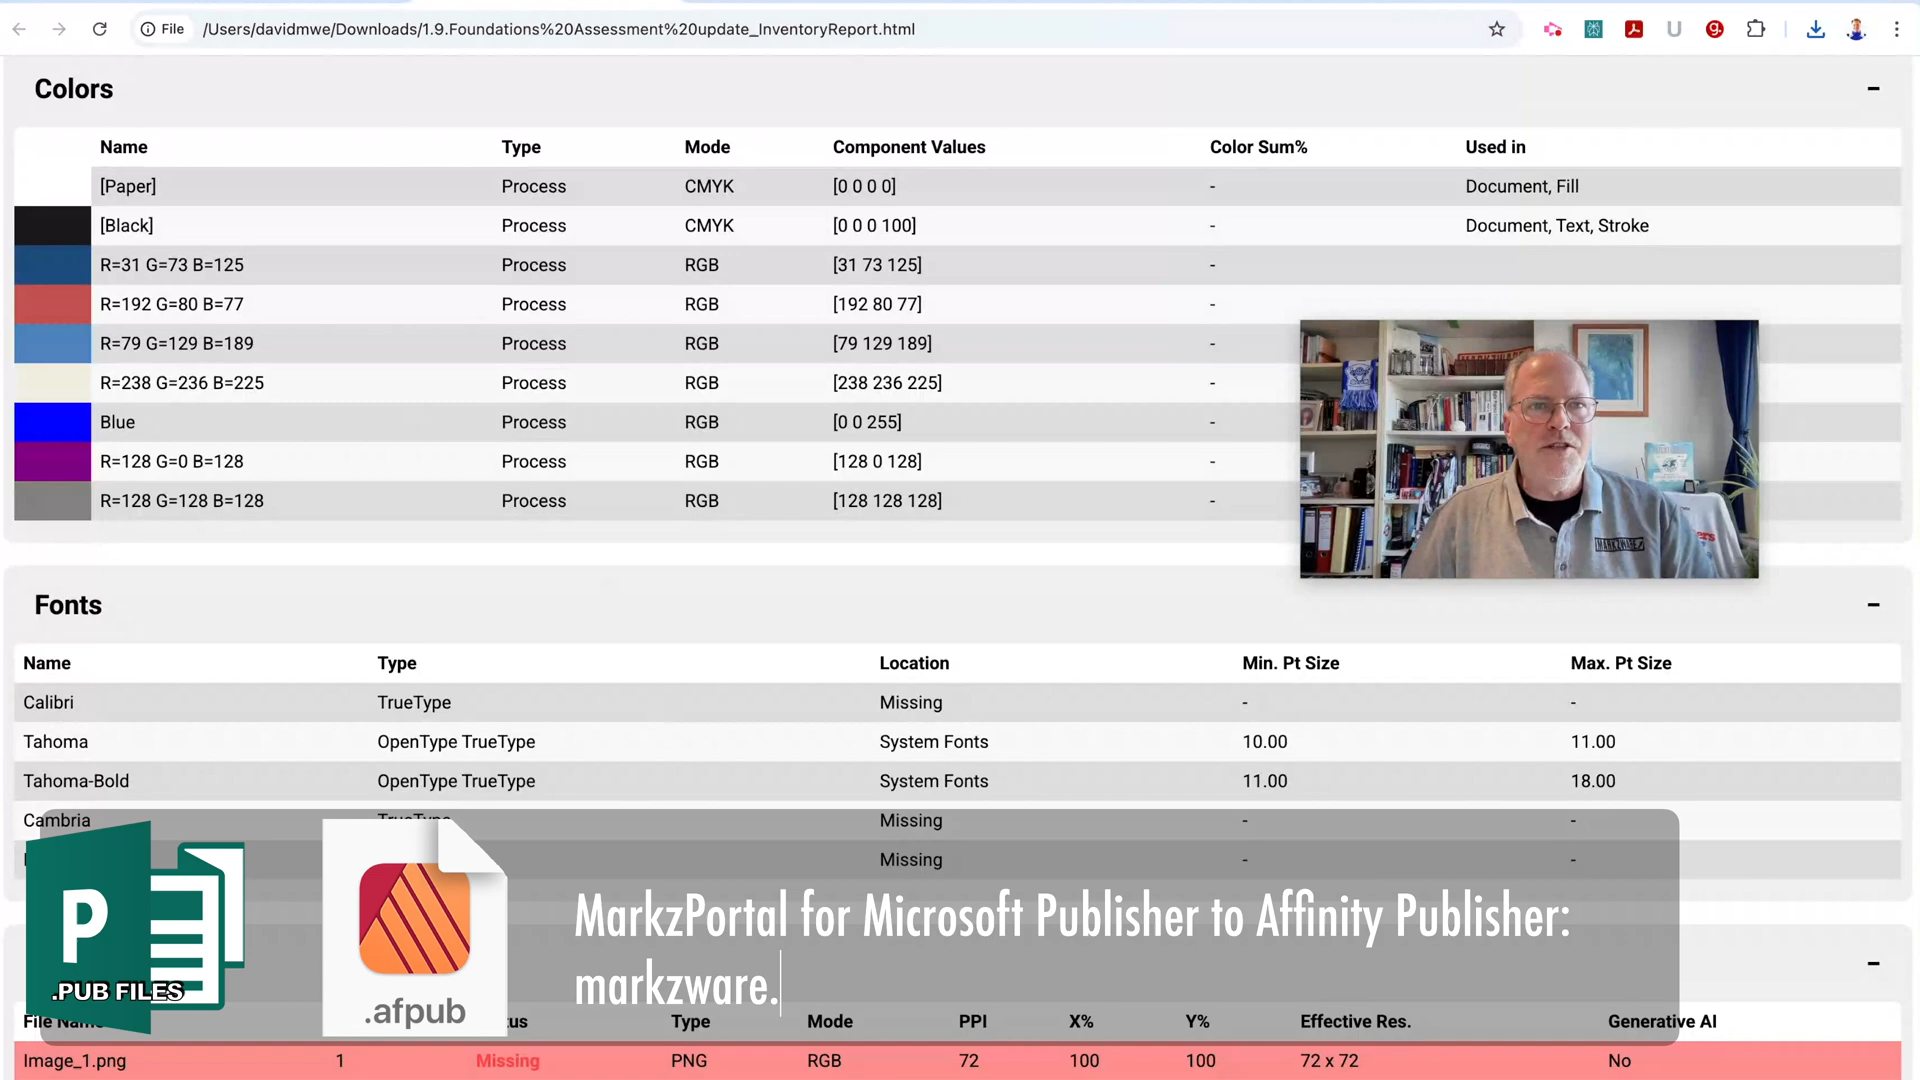 File /Users/davidmwe/Downloads/1.9.Foundations%20Assessment%20update_InventoryReport.html
Colors
Name Type Mode Component Values Color Sum% Used in
[Paper] Process CMYK [0 0 0 0] - Document, Fill
[Black] Process CMYK [0 0 0 100] - Document, Text, Stroke
R=31 G=73 B=125 Process RGB [31 73 125] -
R=192 G=80 B=77 Process RGB [192 80 77] -
R=79 G=129 B=189 Process RGB [79 129 189] -
R=238 G=236 B=225 Process RGB [238 236 225] -
Blue Process RGB [0 0 255] -
R=128 G=0 B=128 Process RGB [128 0 128] -
R=128 G=128 B=128 Process RGB [128 128 128] -
MARKZWARE
Fonts
Name Type Location Min. Pt Size Max. Pt Size
Calibri TrueType Missing - -
Tahoma OpenType TrueType System Fonts 10.00 11.00
Tahoma-Bold OpenType TrueType System Fonts 11.00 18.00
Cambria TrueType Missing - -
Missing - -
P
.PUB FILES
.afpub
MarkzPortal for Microsoft Publisher to Affinity Publisher:
markzware.
File Name Type Mode PPI X% Y% Effective Res. Generative AI
Image_1.png 1 Missing PNG RGB 72 100 100 72 x 72 No